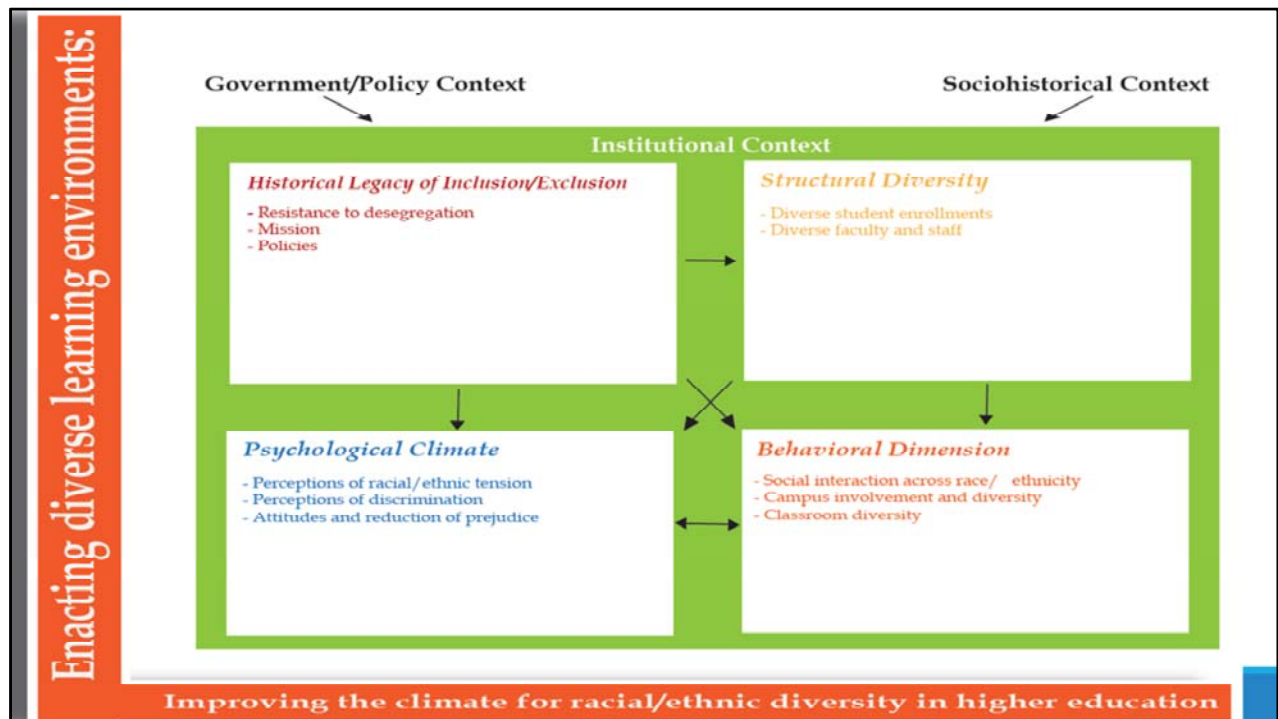 Enacting diverse learning environments:
Government/Policy Context
Sociohistorical Context
Institutional Context
Historical Legacy of Inclusion/Exclusion
- Resistance to desegregation
- Mission
- Policies
Structural Diversity
- Diverse student enrollments
- Diverse faculty and staff
Psychological Climate
- Perceptions of racial/ethnic tension
- Perceptions of discrimination
- Attitudes and reduction of prejudice
Behavioral Dimension
- Social interaction across race/ ethnicity
- Campus involvement and diversity
- Classroom diversity
Improving the climate for racial/ethnic diversity in higher education